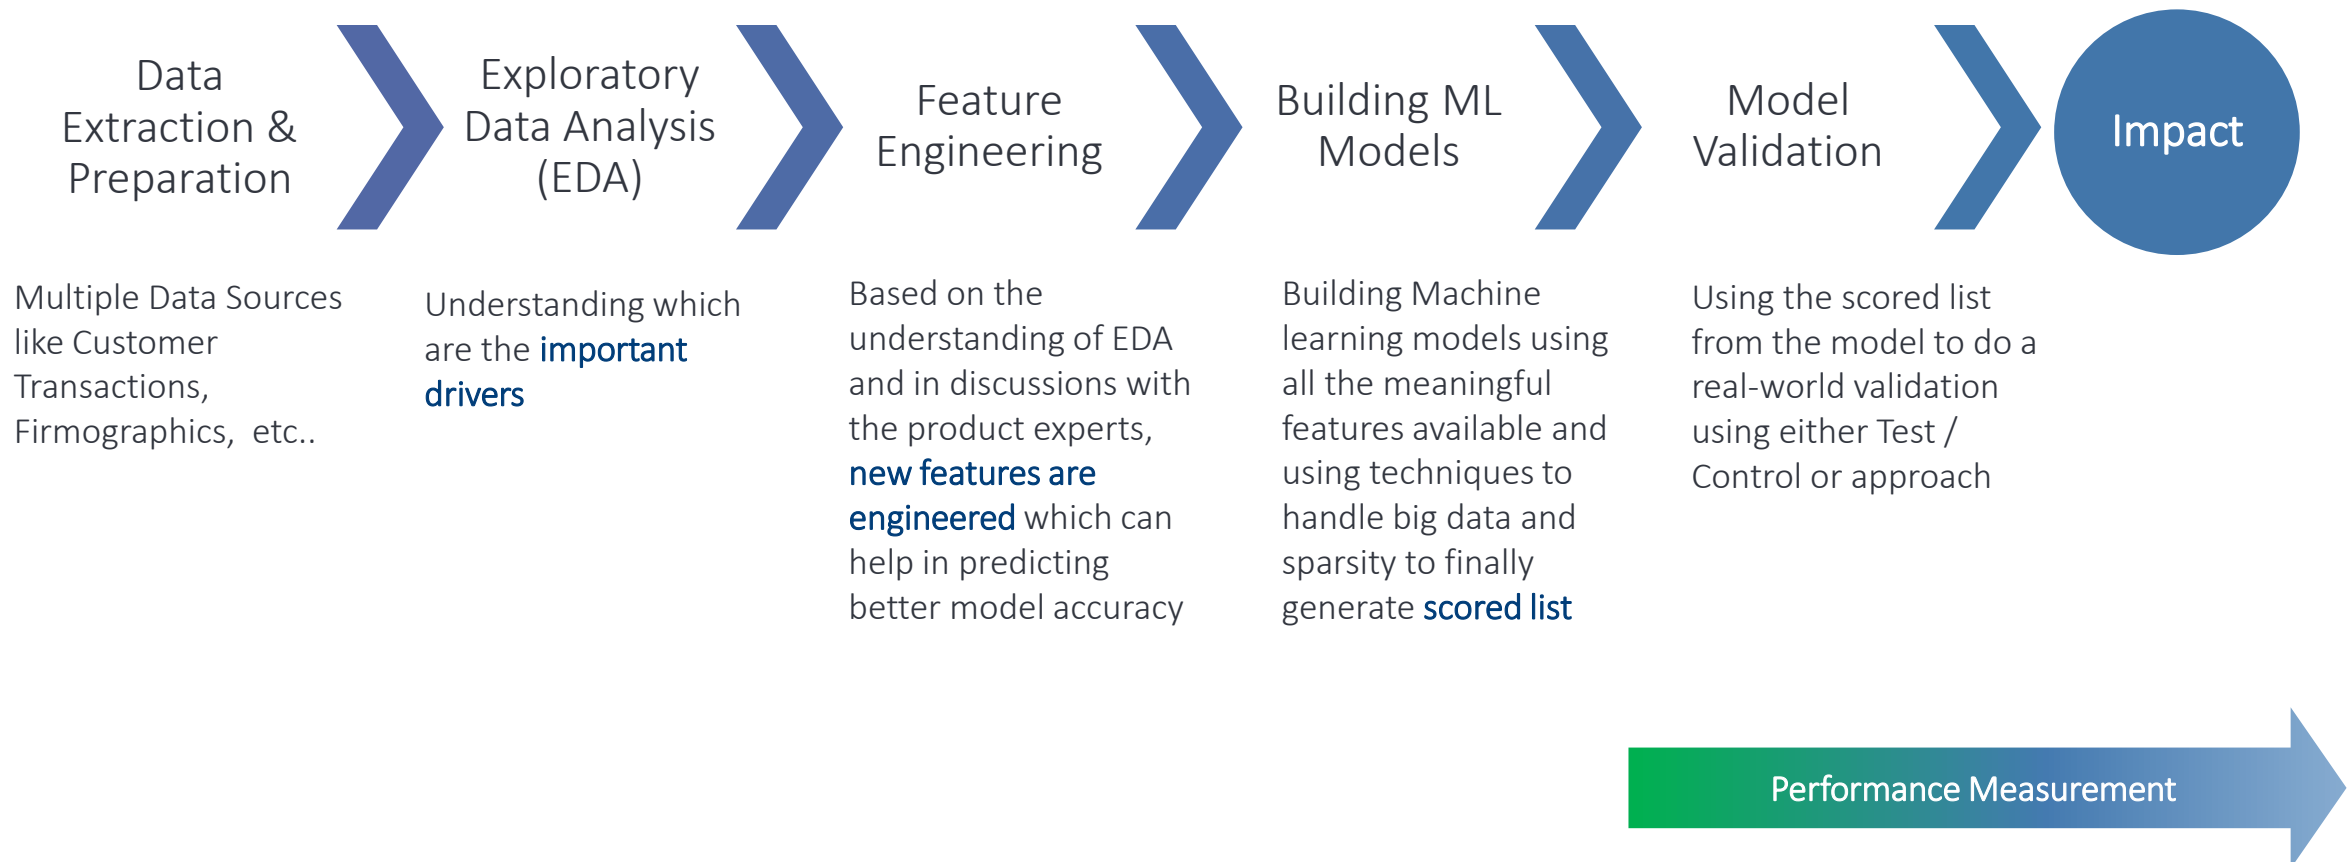 Data
Extraction &
Preparation
Exploratory
Data Analysis
(EDA)
Feature
Engineering
Building ML
Models
Model
Validation
Impact
Multiple Data Sources
like Customer
Transactions,
Firmographics,  etc..
Understanding which
are the important
drivers
Based on the
understanding of EDA
and in discussions with
the product experts,
new features are
engineered which can
help in predicting
better model accuracy
Building Machine
learning models using
all the meaningful
features available and
using techniques to
handle big data and
sparsity to finally
generate scored list
Using the scored list
from the model to do a
real-world validation
using either Test /
Control or approach
Performance Measurement